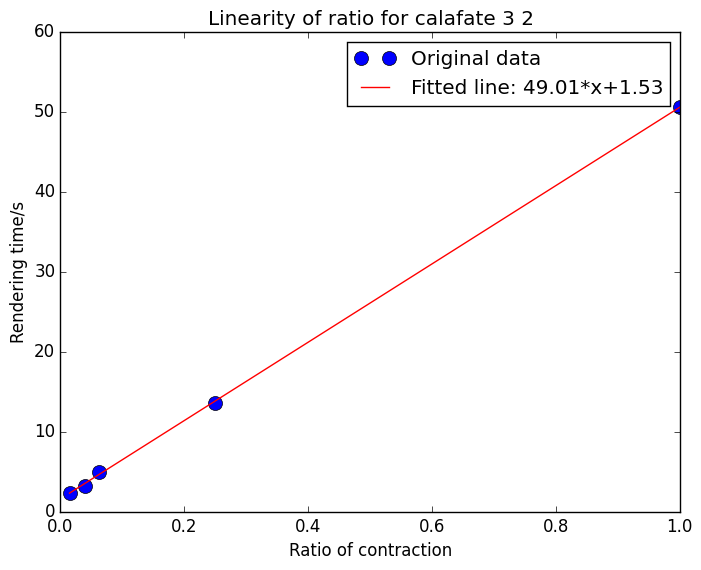 Linearity of ratio for calafate 3 2
Original data
Fitted line: 49.01*x+1.53
60
50
40
30
20
10
0
Rendering time/s
0.0 0.2 0.4 0.6 0.8 1.0
Ratio of contraction